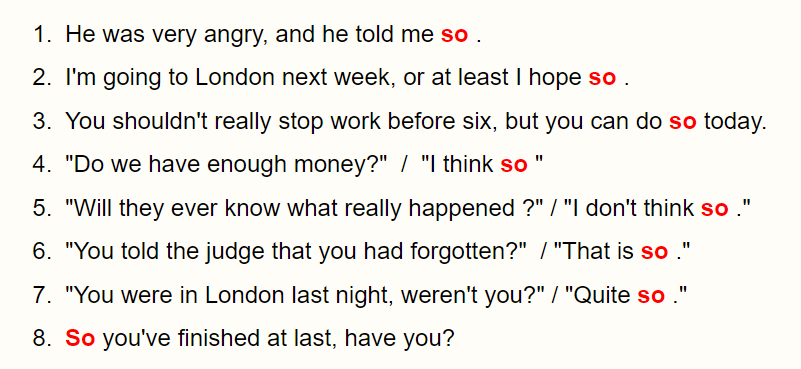 1. He was very angry, and he told me so .
2. I'm going to London next week, or at least I hope so .
3. You shouldn't really stop work before six, but you can do so today.
4. "Do we have enough money?" / "I think so "
5. "Will they ever know what really happened ?" / "I don't think so ."
6. "You told the judge that you had forgotten?" / "That is so ."
7. "You were in London last night, weren't you?" / "Quite so ."
8. So you've finished at last, have you?